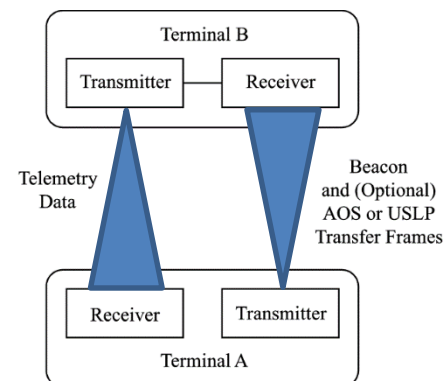 Terminal B
Transmitter
Receiver
Telemetry
Data
Beacon
and (Optional)
AOS or USLP
Transfer Frames
Receiver
Transmitter
Terminal A